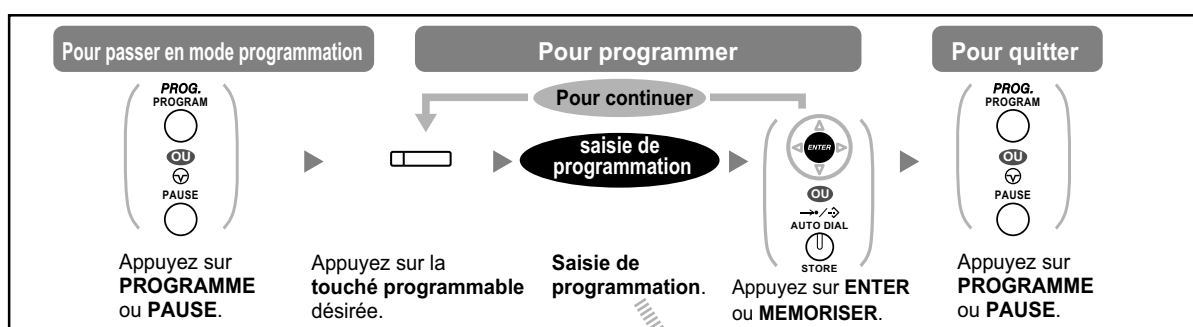 Pour passer en mode programmation
Pour programmer
Pour quitter
PROG.
PROGRAM
OU
PAUSE
Appuyez sur
PROGRAMME
ou PAUSE.
Pour continuer
Appuyez sur la
touché programmable
désirée.
saisie de
programmation
Saisie de
programmation.
ENTER
OU
AUTO DIAL
STORE
Appuyez sur ENTER
ou MEMORISER.
PROG.
PROGRAM
OU
PAUSE
Appuyez sur
PROGRAMME
ou PAUSE.